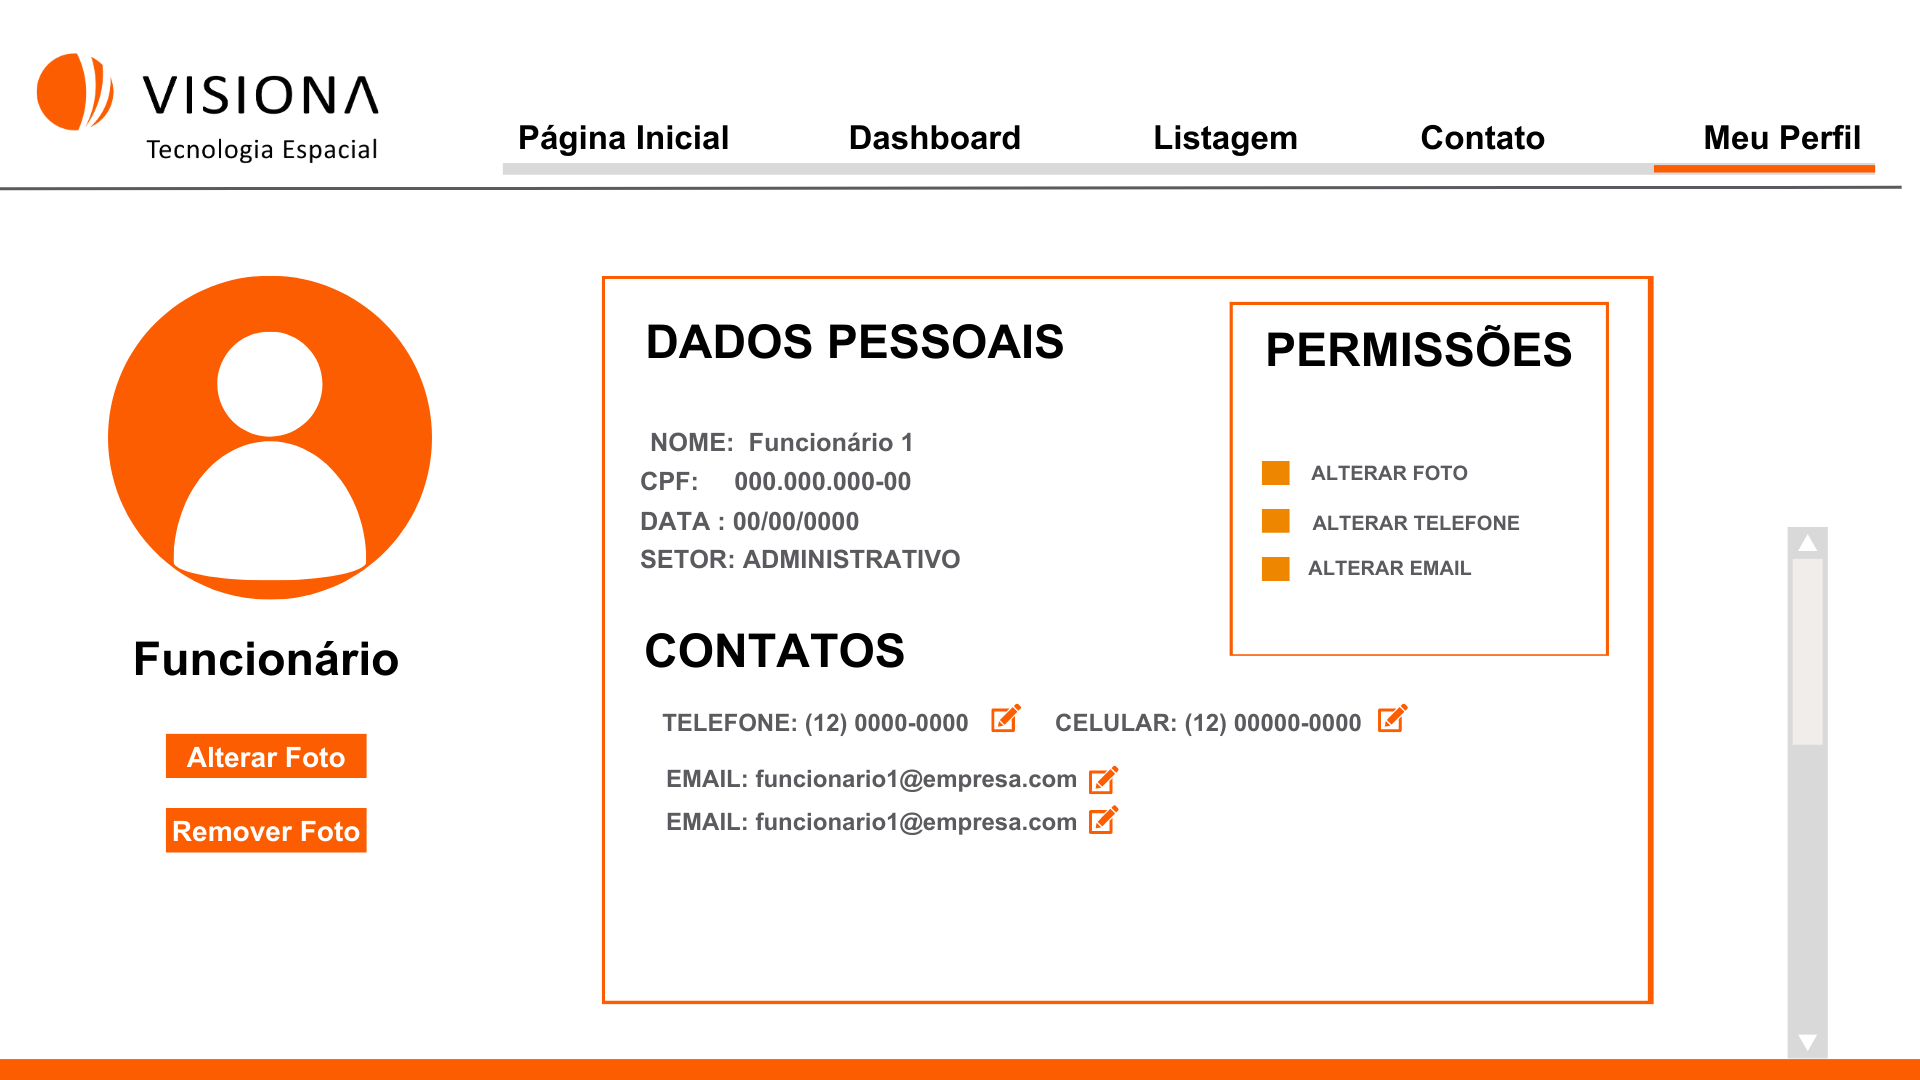 VISIONA
Tecnologia Espacial
Página Inicial
Dashboard
Listagem
Contato
Meu Perfil
Funcionário
Alterar Foto
Remover Foto
DADOS PESSOAIS
NOME: Funcionário 1
CPF: 000.000.000-00
DATA : 00/00/0000
SETOR: ADMINISTRATIVO
PERMISSÕES
ALTERAR FOTO
ALTERAR TELEFONE
ALTERAR EMAIL
CONTATOS
TELEFONE: (12) 0000-0000
CELULAR: (12) 00000-0000
EMAIL: funcionario1@empresa.com
EMAIL: funcionario1@empresa.com